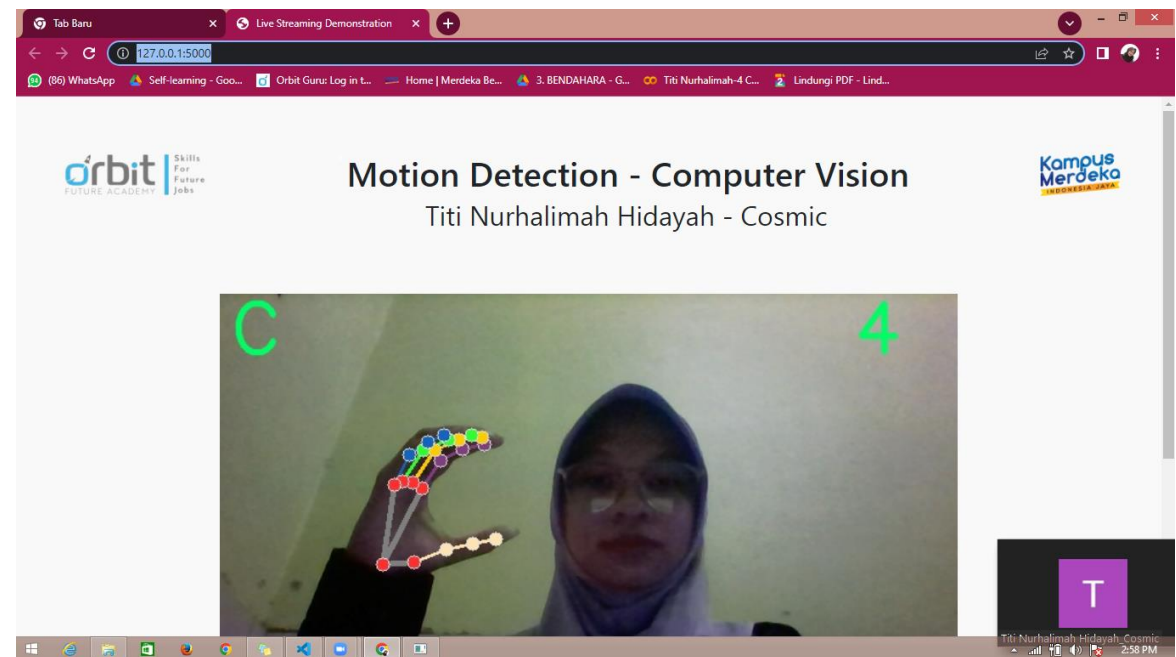 Tab Baru
Live Streaming Demonstration
127.0.0.1:5000
(86) WhatsApp
Self-learning - Goo...
Orbit Guru: Log in t...
Home | Merdeka Be...
3. BENDAHARA - G...
Titi Nurhalimah-4 C...
Lindungi PDF - Lind...
orbit
FUTURE ACADEMY
Skills
For
Future
Jobs
Motion Detection - Computer Vision
Titi Nurhalimah Hidayah - Cosmic
Kampus
Merdeka
INDONESIA JAYA
C
4
T
Titi Nurhalimah Hidayah_Cosmic
2:58 PM